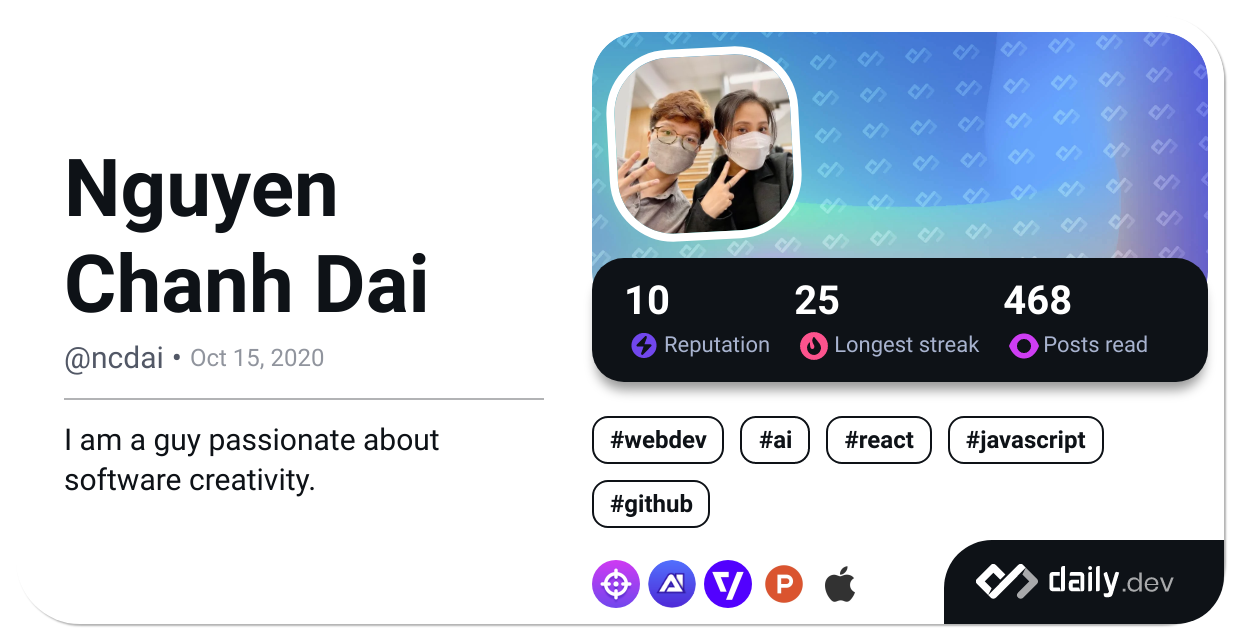 Nguyen
Chanh Dai
@ncdai • Oct 15, 2020
I am a guy passionate about
software creativity.
10 25 468
Reputation Longest streak Posts read
#webdev #ai #react #javascript
#github
P
daily.dev